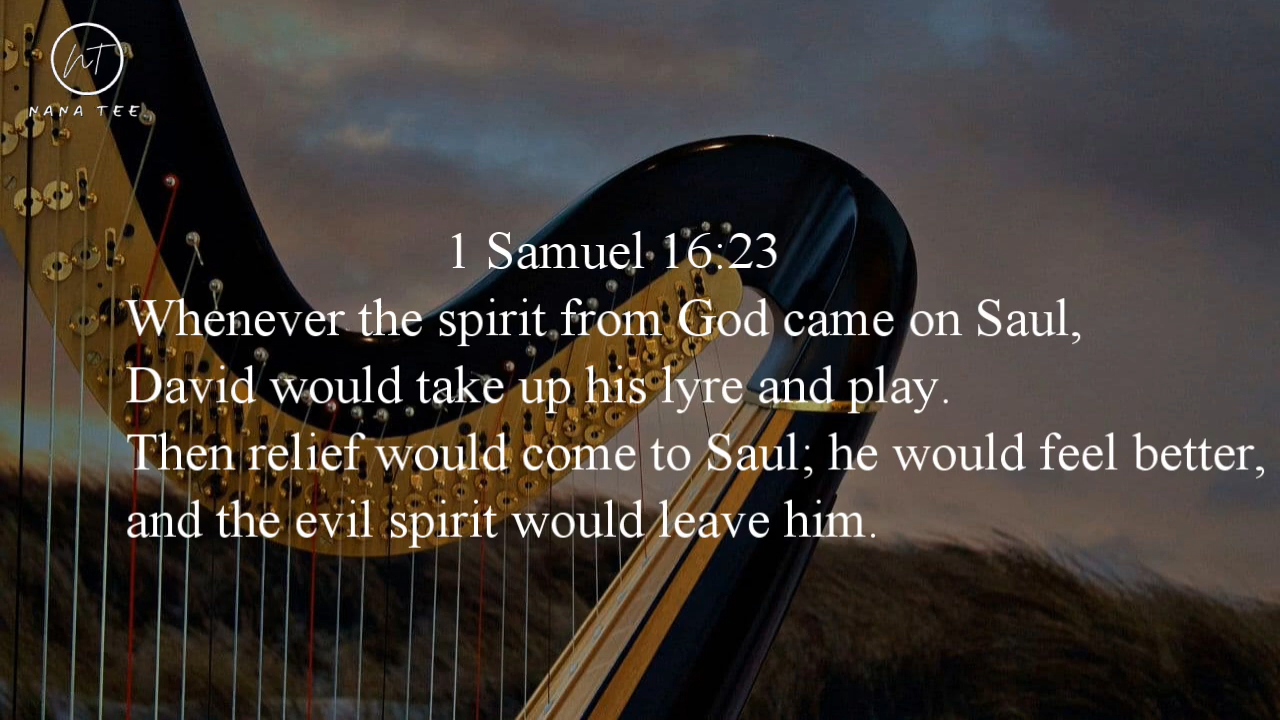 NT
NANA TEE
1 Samuel 16:23
Whenever the spirit from God came on Saul,
David would take up his lyre and play.
Then relief would come to Saul; he would feel better,
and the evil spirit would leave him.